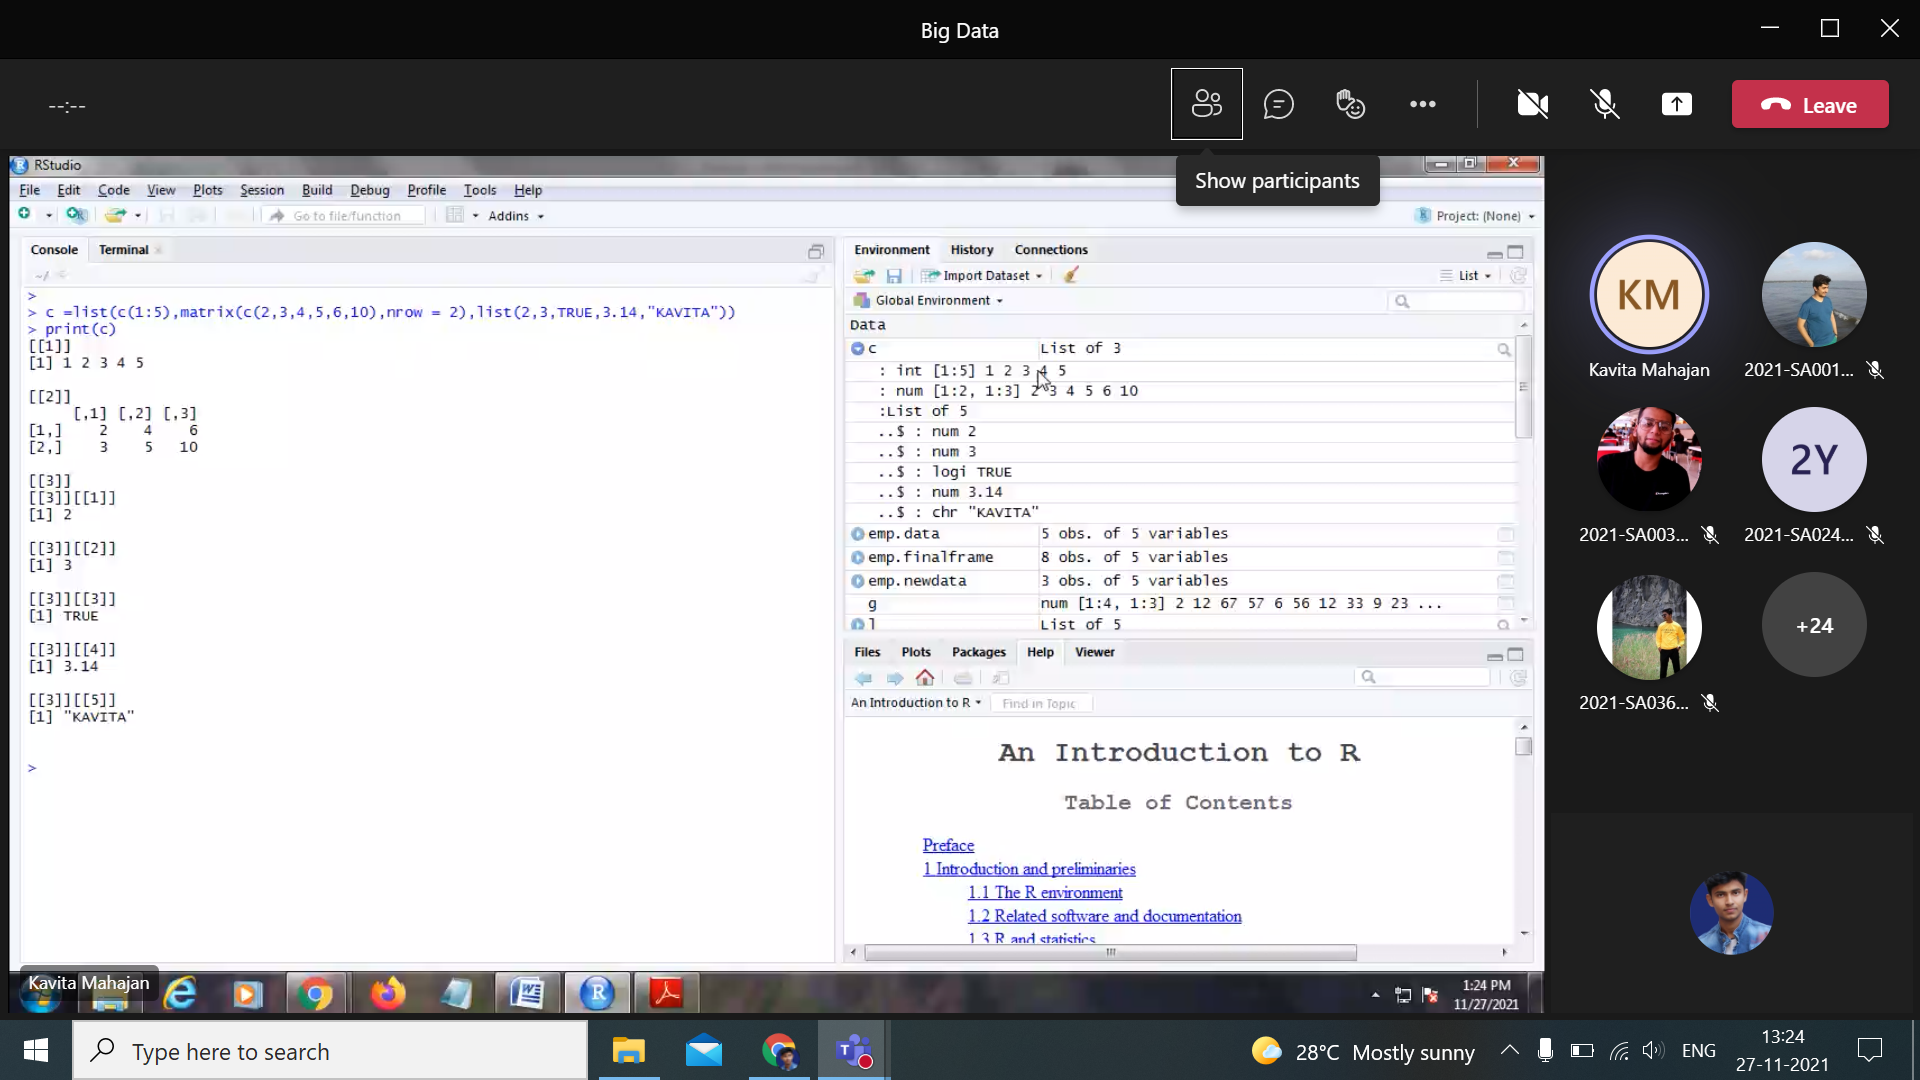 Big Data
--:--
Leave
Show participants
RStudio
File Edit Code View Plots Session Build Debug Profile Tools Help
Go to file/function
Addins
Project: (None)
Console Terminal
>
> c =list(c(1:5),matrix(c(2,3,4,5,6,10),nrow = 2),list(2,3,TRUE,3.14,"KAVITA"))
> print(c)
[[1]]
[1] 1 2 3 4 5
[[2]]
[,1] [,2] [,3]
[1,] 2 4 6
[2,] 3 5 10
[[3]]
[[3]][[1]]
[1] 2
[[3]][[2]]
[1] 3
[[3]][[3]]
[1] TRUE
[[3]][[4]]
[1] 3.14
[[3]][[5]]
[1] "KAVITA"
>
Environment History Connections
Import Dataset
List
Global Environment
Data
c List of 3
: int [1:5] 1 2 3 4 5
: num [1:2, 1:3] 2 3 4 5 6 10
:List of 5
..$ : num 2
..$ : num 3
..$ : logi TRUE
..$ : num 3.14
..$ : chr "KAVITA"
emp.data 5 obs. of 5 variables
emp.finalframe 8 obs. of 5 variables
emp.newdata 3 obs. of 5 variables
g num [1:4, 1:3] 2 12 67 57 6 56 12 33 9 23 ...
l List of 5
Files Plots Packages Help Viewer
An Introduction to R
Find in Topic
An Introduction to R
Table of Contents
Preface
1 Introduction and preliminaries
1.1 The R environment
1.2 Related software and documentation
1.3 R and statistics
KM
Kavita Mahajan
2021-SA001...
2021-SA003...
2Y
2021-SA024...
2021-SA036...
+24
Kavita Mahajan
1:24 PM
11/27/2021
Type here to search
28°C Mostly sunny
ENG
13:24
27-11-2021